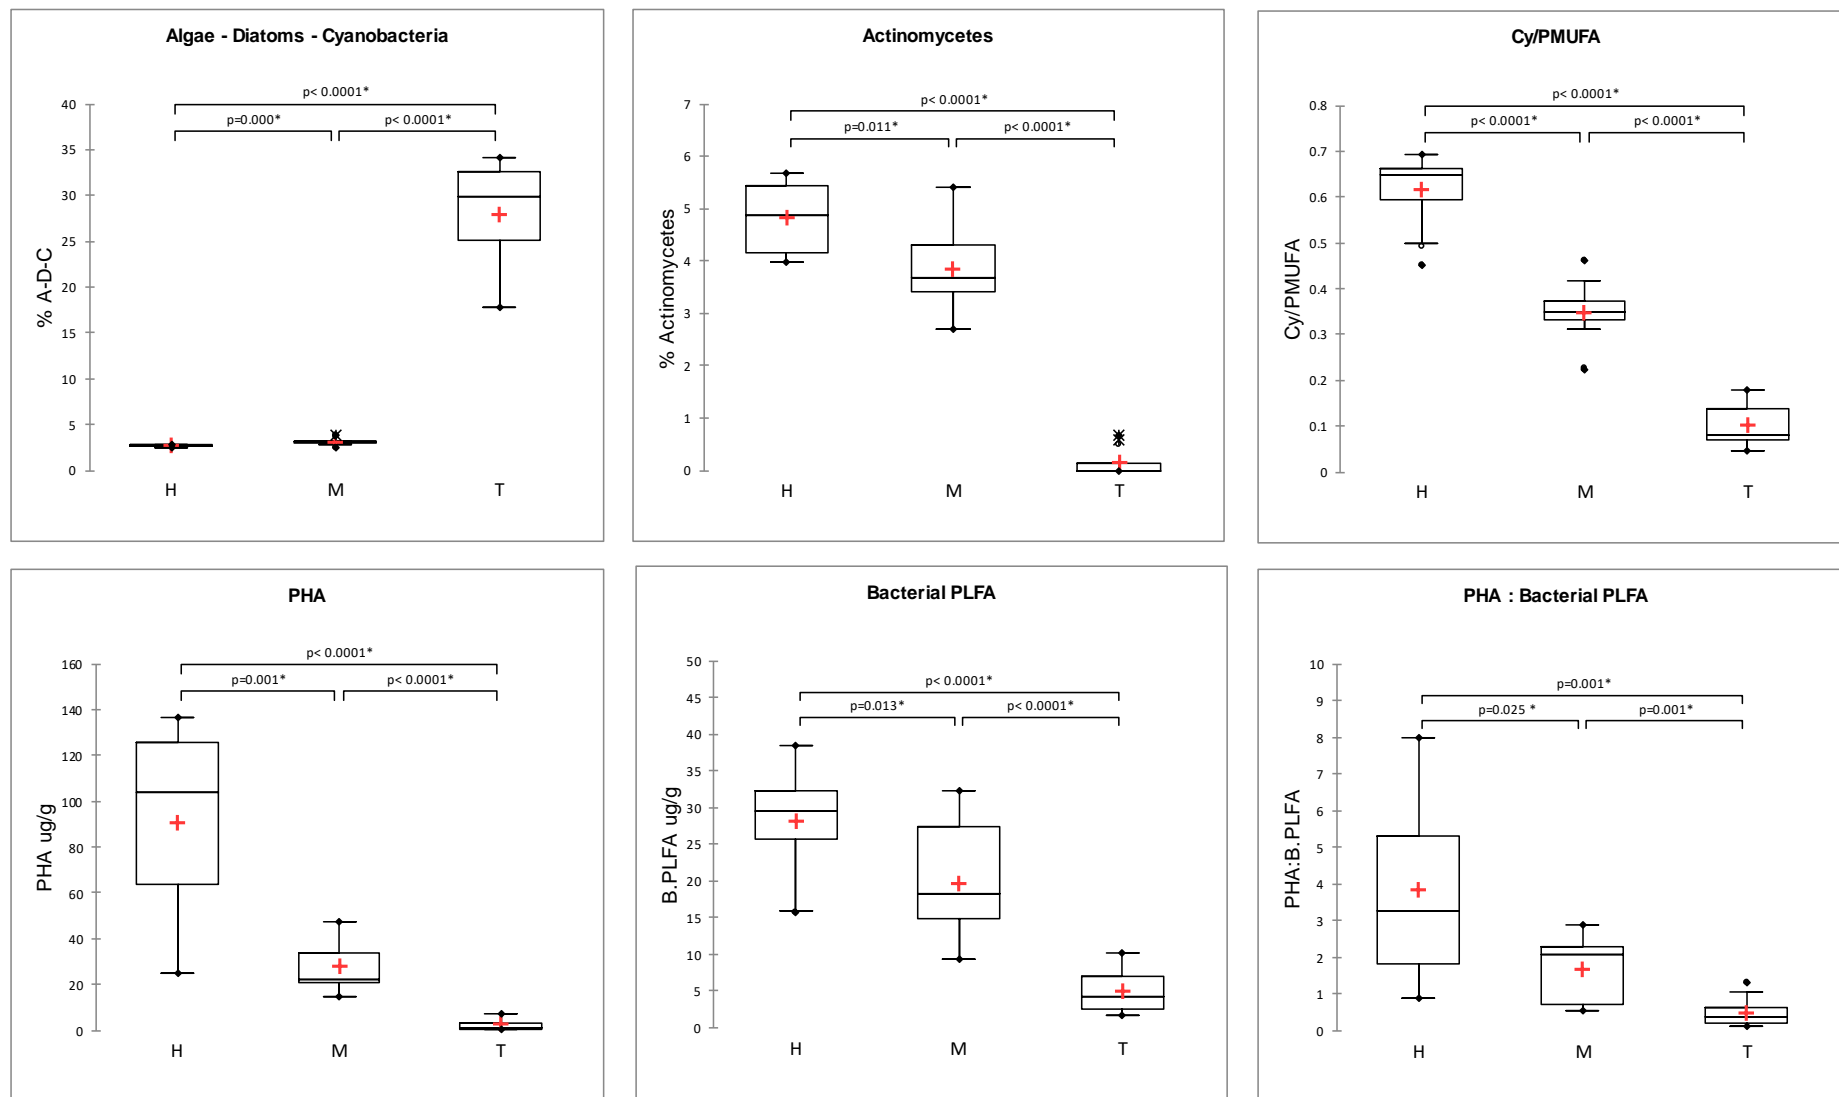 Algae - Diatoms - Cyanobacteria
p< 0.0001*
p=0.000*
p< 0.0001*
% A-D-C
40
35
30
25
20
15
10
5
0
H M T
Actinomycetes
p< 0.0001*
p=0.011*
p< 0.0001*
% Actinomycetes
7
6
5
4
3
2
1
0
H M T
Cy/PMUFA
p< 0.0001*
p< 0.0001*
p< 0.0001*
Cy/PMUFA
0.8
0.7
0.6
0.5
0.4
0.3
0.2
0.1
0
H M T
PHA
p< 0.0001*
p=0.001*
p< 0.0001*
PHA ug/g
160
140
120
100
80
60
40
20
0
H M T
Bacterial PLFA
p< 0.0001*
p=0.013*
p< 0.0001*
B.PLFA ug/g
50
45
40
35
30
25
20
15
10
5
0
H M T
PHA : Bacterial PLFA
p=0.001*
p=0.025 *
p=0.001*
PHA:B.PLFA
10
9
8
7
6
5
4
3
2
1
0
H M T